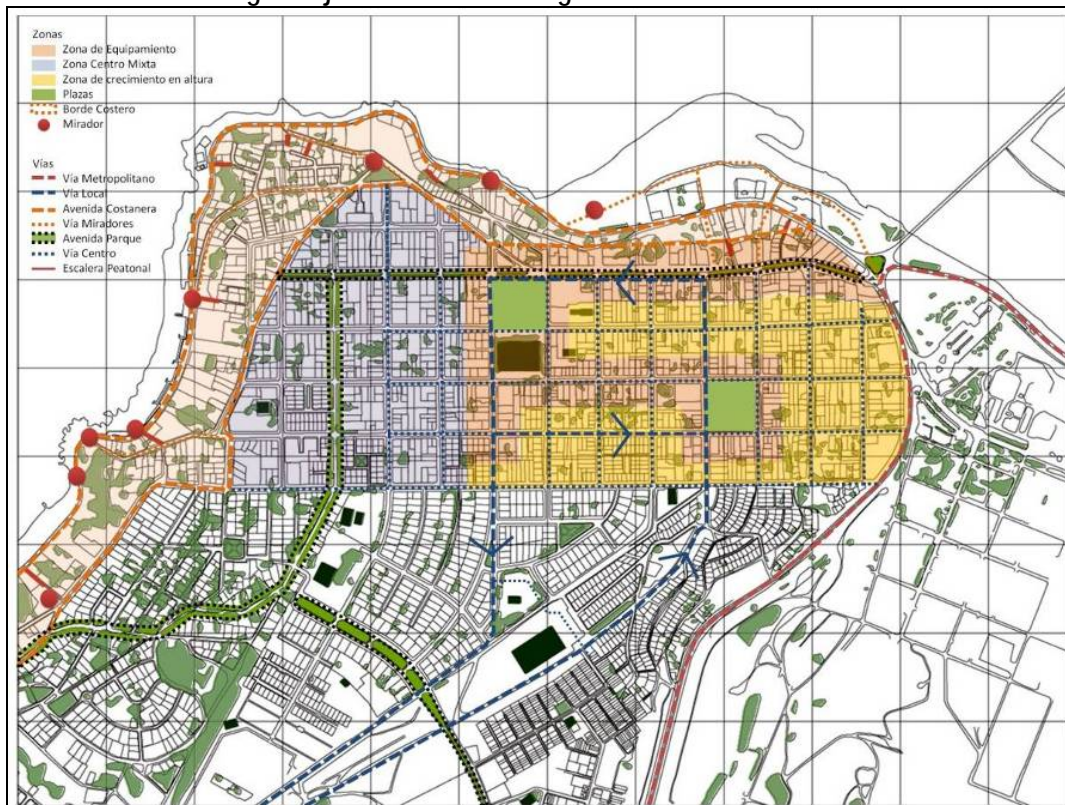 Zonas
Zona de Equipamiento
Zona Centro Mixta
Zona de crecimiento en altura
Plazas
Borde Costero
Mirador
Vías
Vía Metropolitano
Vía Local
Avenida Costanera
Vía Miradores
Avenida Parque
Vía Centro
Escalera Peatonal